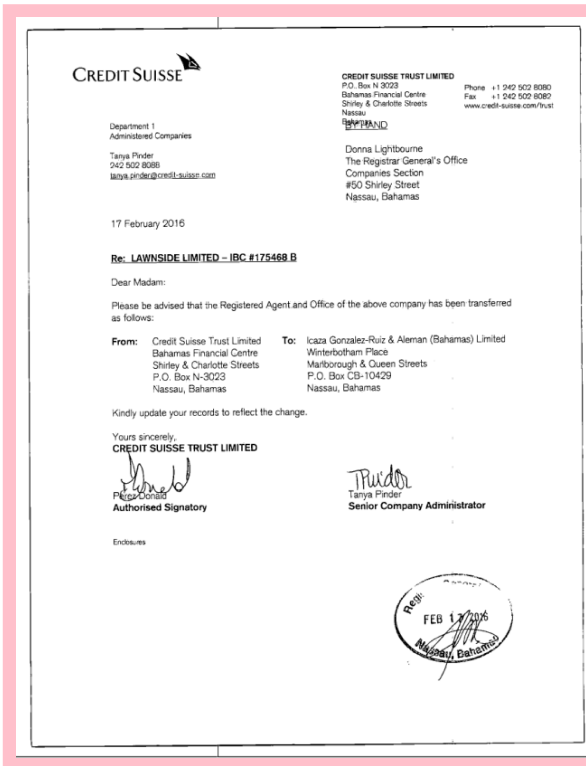 CREDIT SUISSE
CREDIT SUISSE TRUST LIMITED
P.O. Box N 3023
Bahamas Financial Centre
Shirley & Charlotte Streets
Nassau
Bahamas
Phone +1 242 502 8080
Fax +1 242 502 8082
www.credit-suisse.com/trust
BY HAND
Department 1
Administered Companies
Tanya Pinder
242 502 8088
tanya.pinder@credit-suisse.com
Donna Lightbourne
The Registrar General's Office
Companies Section
#50 Shirley Street
Nassau, Bahamas
17 February 2016
Re: LAWNSIDE LIMITED – IBC #175468 B
Dear Madam:
Please be advised that the Registered Agent and Office of the above company has been transferred
as follows:
From: Credit Suisse Trust Limited
Bahamas Financial Centre
Shirley & Charlotte Streets
P.O. Box N-3023
Nassau, Bahamas
To: Icaza Gonzalez-Ruiz & Aleman (Bahamas) Limited
Winterbotham Place
Marlborough & Queen Streets
P.O. Box CB-10429
Nassau, Bahamas
Kindly update your records to reflect the change.
Yours sincerely,
CREDIT SUISSE TRUST LIMITED
Perez Donald
Authorised Signatory
TPinder
Tanya Pinder
Senior Company Administrator
Enclosures
FEB 17 2016
Nassau, Bahamas